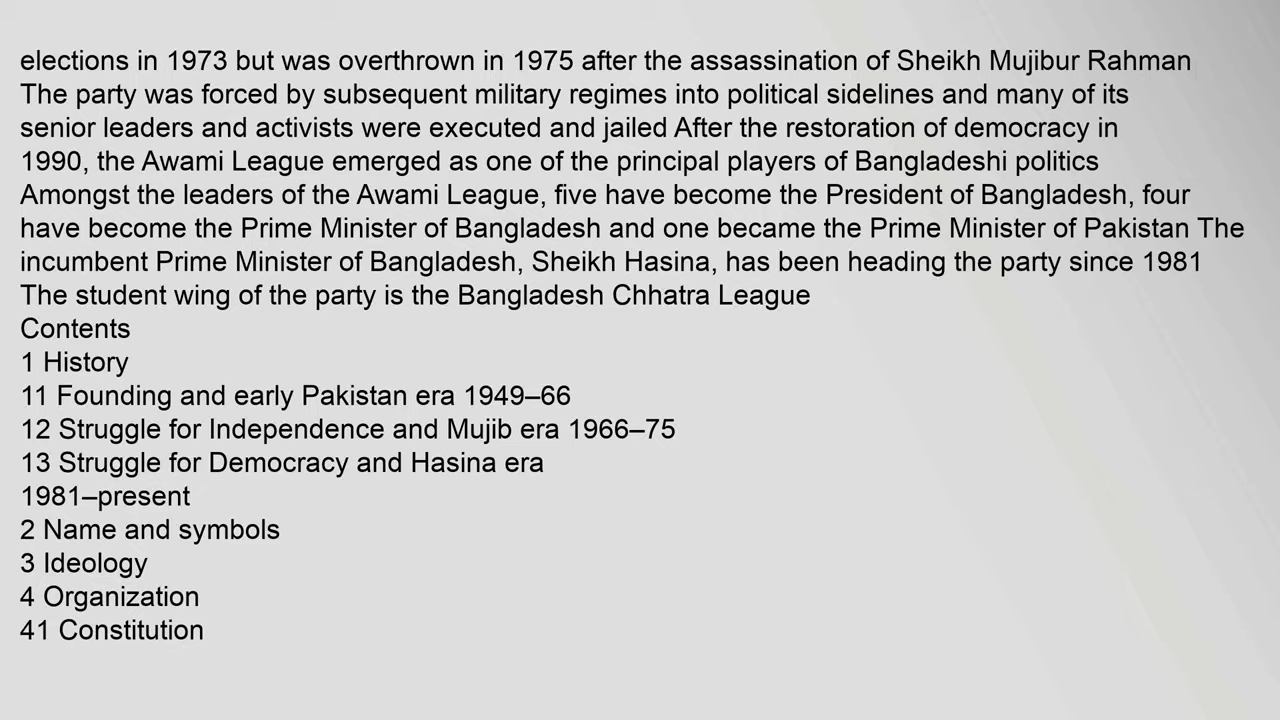 elections in 1973 but was overthrown in 1975 after the assassination of Sheikh Mujibur Rahman
The party was forced by subsequent military regimes into political sidelines and many of its
senior leaders and activists were executed and jailed After the restoration of democracy in
1990, the Awami League emerged as one of the principal players of Bangladeshi politics
Amongst the leaders of the Awami League, five have become the President of Bangladesh, four
have become the Prime Minister of Bangladesh and one became the Prime Minister of Pakistan The
incumbent Prime Minister of Bangladesh, Sheikh Hasina, has been heading the party since 1981
The student wing of the party is the Bangladesh Chhatra League
Contents
1 History
11 Founding and early Pakistan era 1949–66
12 Struggle for Independence and Mujib era 1966–75
13 Struggle for Democracy and Hasina era
1981–present
2 Name and symbols
3 Ideology
4 Organization
41 Constitution